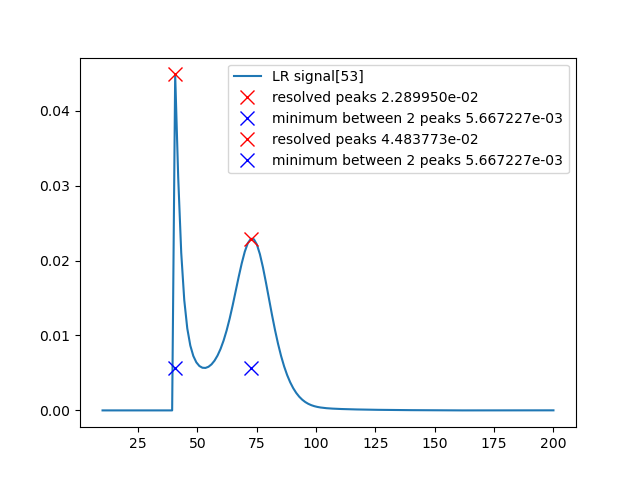 LR signal[53]
resolved peaks 2.289950e-02
minimum between 2 peaks 5.667227e-03
resolved peaks 4.483773e-02
minimum between 2 peaks 5.667227e-03
0.04
0.03
0.02
0.01
0.00
25 50 75 100 125 150 175 200